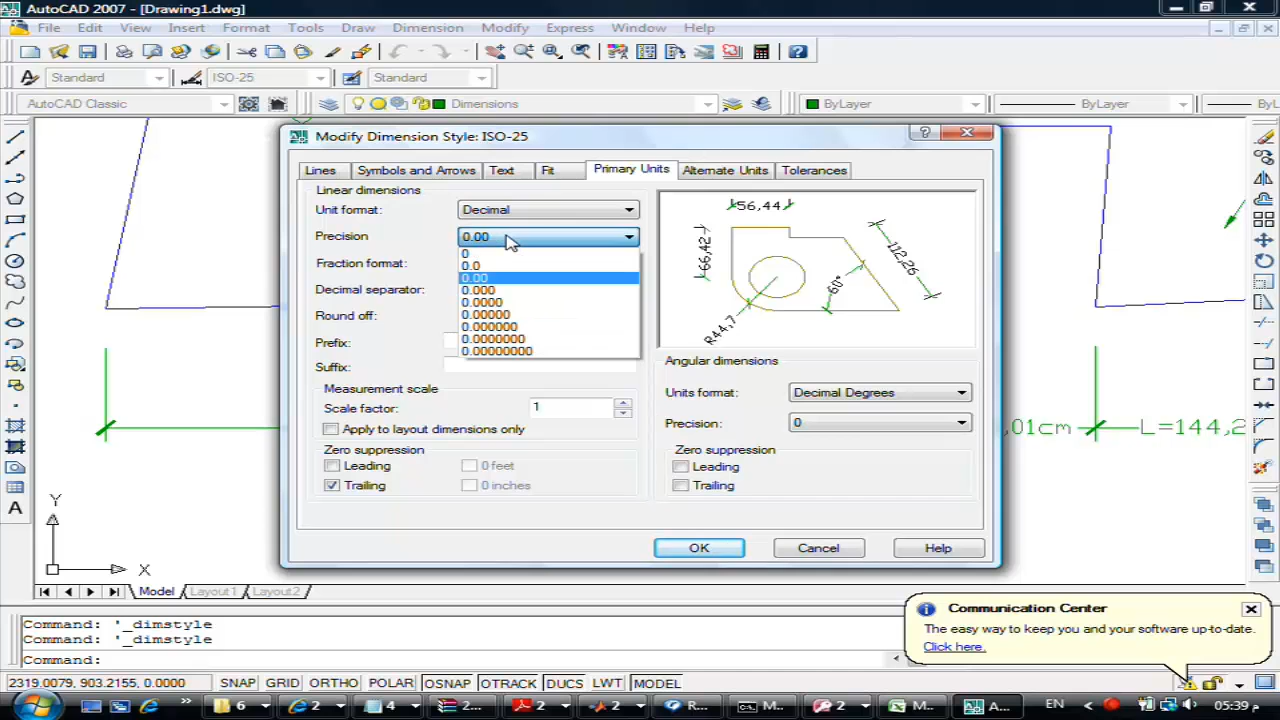 AutoCAD 2007 - [Drawing1.dwg]
File Edit View Insert Format Tools Draw Dimension Modify Express Window Help
Standard ISO-25 Standard
AutoCAD Classic Dimensions ByLayer ByLayer ByL
Modify Dimension Style: ISO-25
Lines Symbols and Arrows Text Fit Primary Units Alternate Units Tolerances
Linear dimensions
Unit format: Decimal
Precision 0.00
0
0.0
0.00
0.000
0.0000
0.00000
0.000000
0.0000000
0.00000000
Fraction format:
Decimal separator:
Round off:
Prefix:
Suffix:
Measurement scale
Scale factor: 1
Apply to layout dimensions only
Zero suppression
Leading 0 feet
Trailing 0 inches
56,44
66,42
112,26
60°
R44,7
Angular dimensions
Units format: Decimal Degrees
Precision: 0
Zero suppression
Leading
Trailing
OK Cancel Help
,01cm L=144,2
Y
X
Model Layout1 Layout2
Command: '_dimstyle
Command: '_dimstyle
Command:
Communication Center
The easy way to keep you and your software up-to-date.
Click here.
2319.0079, 903.2155, 0.0000 SNAP GRID ORTHO POLAR OSNAP OTRACK DUCS LWT MODEL
6 2 4 2... 2 2 R... C... 2 M... A... EN 05:39 م